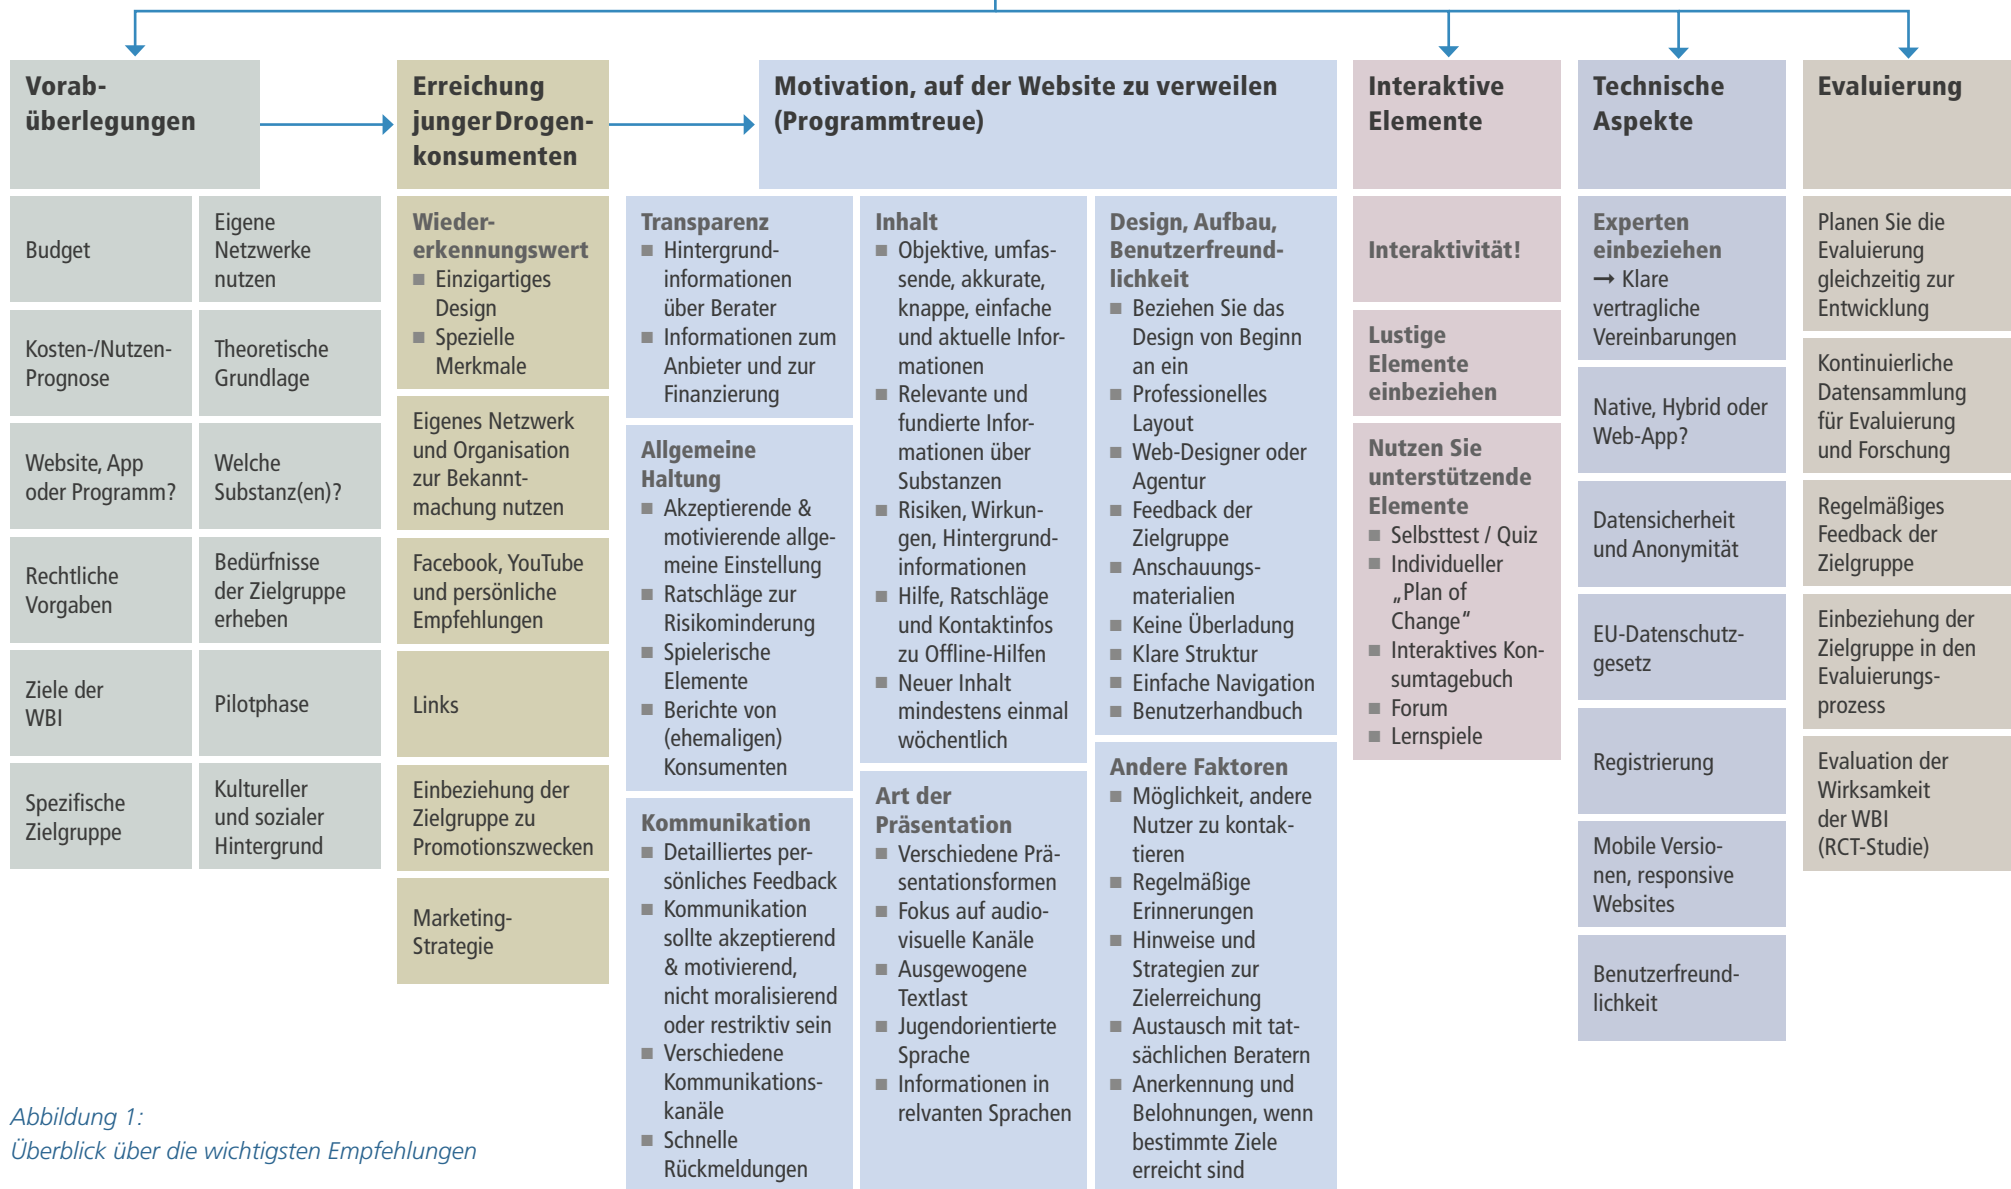 Vorab-
überlegungen
Budget
Kosten-/Nutzen-
Prognose
Website, App
oder Programm?
Rechtliche
Vorgaben
Ziele der
WBI
Spezifische
Zielgruppe
Eigene
Netzwerke
nutzen
Theoretische
Grundlage
Welche
Substanz(en)?
Bedürfnisse
der Zielgruppe
erheben
Pilotphase
Kultureller
und sozialer
Hintergrund
Erreichung
junger Drogen-
konsumenten
Wieder-
erkennungswert
■ Einzigartiges
Design
■ Spezielle
Merkmale
Eigenes Netzwerk
und Organisation
zur Bekannt-
machung nutzen
Facebook, YouTube
und persönliche
Empfehlungen
Links
Einbeziehung der
Zielgruppe zu
Promotionszwecken
Marketing-
Strategie
Motivation, auf der Website zu verweilen
(Programmtreue)
Transparenz
■ Hintergrund-
informationen
über Berater
■ Informationen zum
Anbieter und zur
Finanzierung
Allgemeine
Haltung
■ Akzeptierende &
motivierende allge-
meine Einstellung
■ Ratschläge zur
Risikominderung
■ Spielerische
Elemente
■ Berichte von
(ehemaligen)
Konsumenten
Kommunikation
■ Detailliertes per-
sönliches Feedback
■ Kommunikation
sollte akzeptierend
& motivierend,
nicht moralisierend
oder restriktiv sein
■ Verschiedene
Kommunikations-
kanäle
■ Schnelle
Rückmeldungen
Inhalt
■ Objektive, umfas-
sende, akkurate,
knappe, einfache
und aktuelle Infor-
mationen
■ Relevante und
fundierte Infor-
mationen über
Substanzen
■ Risiken, Wirkun-
gen, Hintergrund-
informationen
■ Hilfe, Ratschläge
und Kontaktinfos
zu Offline-Hilfen
■ Neuer Inhalt
mindestens einmal
wöchentlich
Art der
Präsentation
■ Verschiedene Prä-
sentationsformen
■ Fokus auf audio-
visuelle Kanäle
■ Ausgewogene
Textlast
■ Jugendorientierte
Sprache
■ Informationen in
relvanten Sprachen
Design, Aufbau,
Benutzerfreund-
lichkeit
■ Beziehen Sie das
Design von Beginn
an ein
■ Professionelles
Layout
■ Web-Designer oder
Agentur
■ Feedback der
Zielgruppe
■ Anschauungs-
materialien
■ Keine Überladung
■ Klare Struktur
■ Einfache Navigation
■ Benutzerhandbuch
Andere Faktoren
■ Möglichkeit, andere
Nutzer zu kontak-
tieren
■ Regelmäßige
Erinnerungen
■ Hinweise und
Strategien zur
Zielerreichung
■ Austausch mit tat-
sächlichen Beratern
■ Anerkennung und
Belohnungen, wenn
bestimmte Ziele
erreicht sind
Interaktive
Elemente
Interaktivität!
Lustige
Elemente
einbeziehen
Nutzen Sie
unterstützende
Elemente
■ Selbsttest / Quiz
■ Individueller
„Plan of
Change“
■ Interaktives Kon-
sumtagebuch
■ Forum
■ Lernspiele
Technische
Aspekte
Experten
einbeziehen
→ Klare
vertragliche
Vereinbarungen
Native, Hybrid oder
Web-App?
Datensicherheit
und Anonymität
EU-Datenschutz-
gesetz
Registrierung
Mobile Versio-
nen, responsive
Websites
Benutzerfreund-
lichkeit
Evaluierung
Planen Sie die
Evaluierung
gleichzeitig zur
Entwicklung
Kontinuierliche
Datensammlung
für Evaluierung
und Forschung
Regelmäßiges
Feedback der
Zielgruppe
Einbeziehung der
Zielgruppe in den
Evaluierungs-
prozess
Evaluation der
Wirksamkeit
der WBI
(RCT-Studie)
Abbildung 1:
Überblick über die wichtigsten Empfehlungen